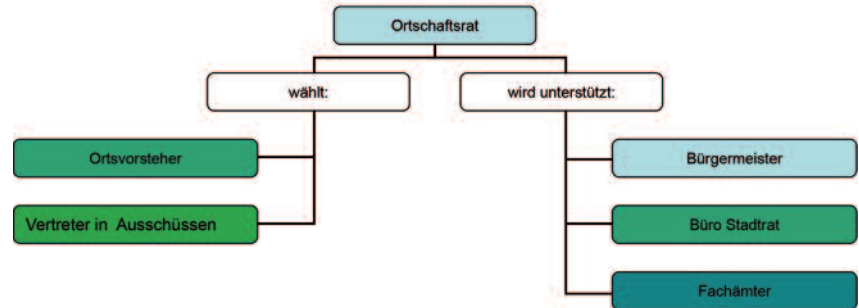 Ortschaftsrat
wählt:
wird unterstützt:
Ortsvorsteher
Bürgermeister
Vertreter in Ausschüssen
Büro Stadtrat
Fachämter